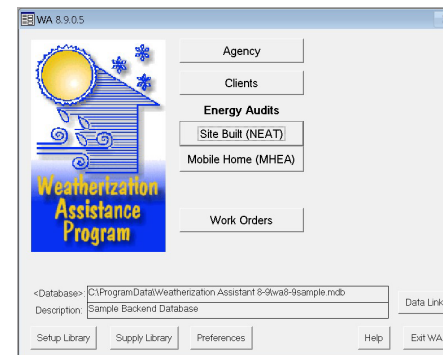 WA 8.9.0.5
Agency
Clients
Energy Audits
Site Built (NEAT)
Mobile Home (MHEA)
Weatherization
Assistance
Program
Work Orders
<Database>: C:\ProgramData\Weatherization Assistant 8-9\wa8-9sample.mdb
Data Link
Description: Sample Backend Database
Setup Library Supply Library Preferences Help Exit WA